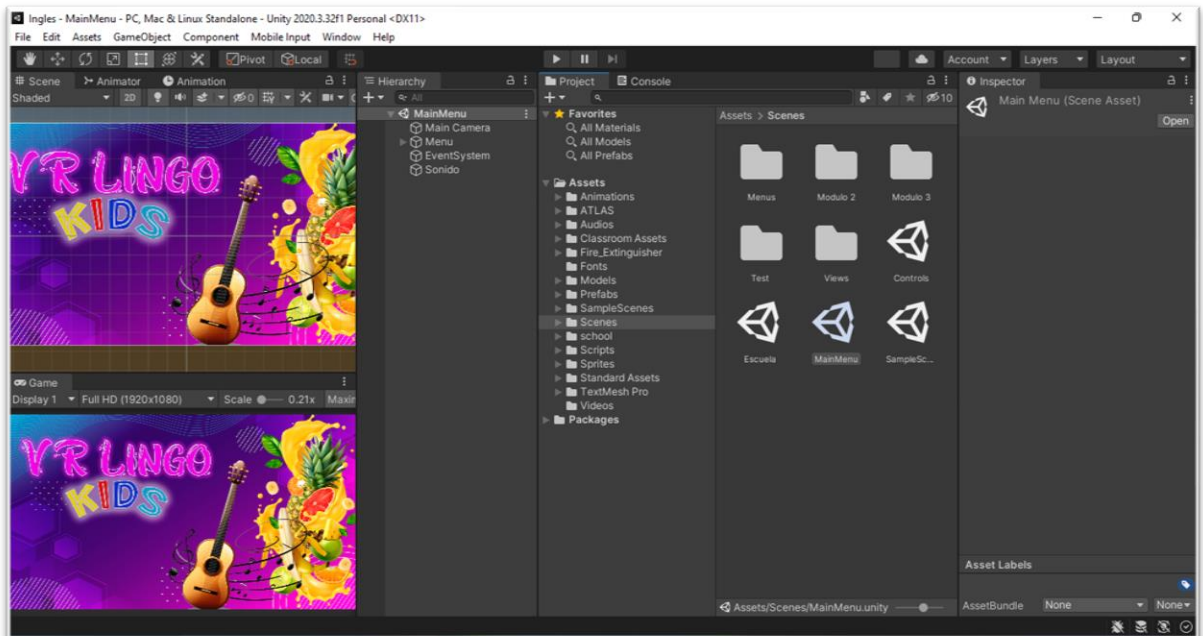 Ingles - MainMenu - PC, Mac & Linux Standalone - Unity 2020.3.32f1 Personal <DX11>
File Edit Assets GameObject Component Mobile Input Window Help
Pivot Local
Account Layers Layout
Scene Animator Animation
Shaded 2D 0
VR LINGO
KIDS
Game
Display 1 Full HD (1920x1080) Scale 0.21x
VR LINGO
KIDS
Hierarchy
All
MainMenu
Main Camera
Menu
EventSystem
Sonido
Project Console
10
Favorites
All Materials
All Models
All Prefabs
Assets
Animations
ATLAS
Audios
Classroom Assets
Fire_Extinguisher
Fonts
Models
Prefabs
SampleScenes
Scenes
school
Scripts
Sprites
Standard Assets
TextMesh Pro
Videos
Packages
Assets > Scenes
Menus Modulo 2 Modulo 3
Test Views Controls
Escuela MainMenu SampleSc...
Assets/Scenes/MainMenu.unity
Inspector
Main Menu (Scene Asset)
Open
Asset Labels
AssetBundle None None